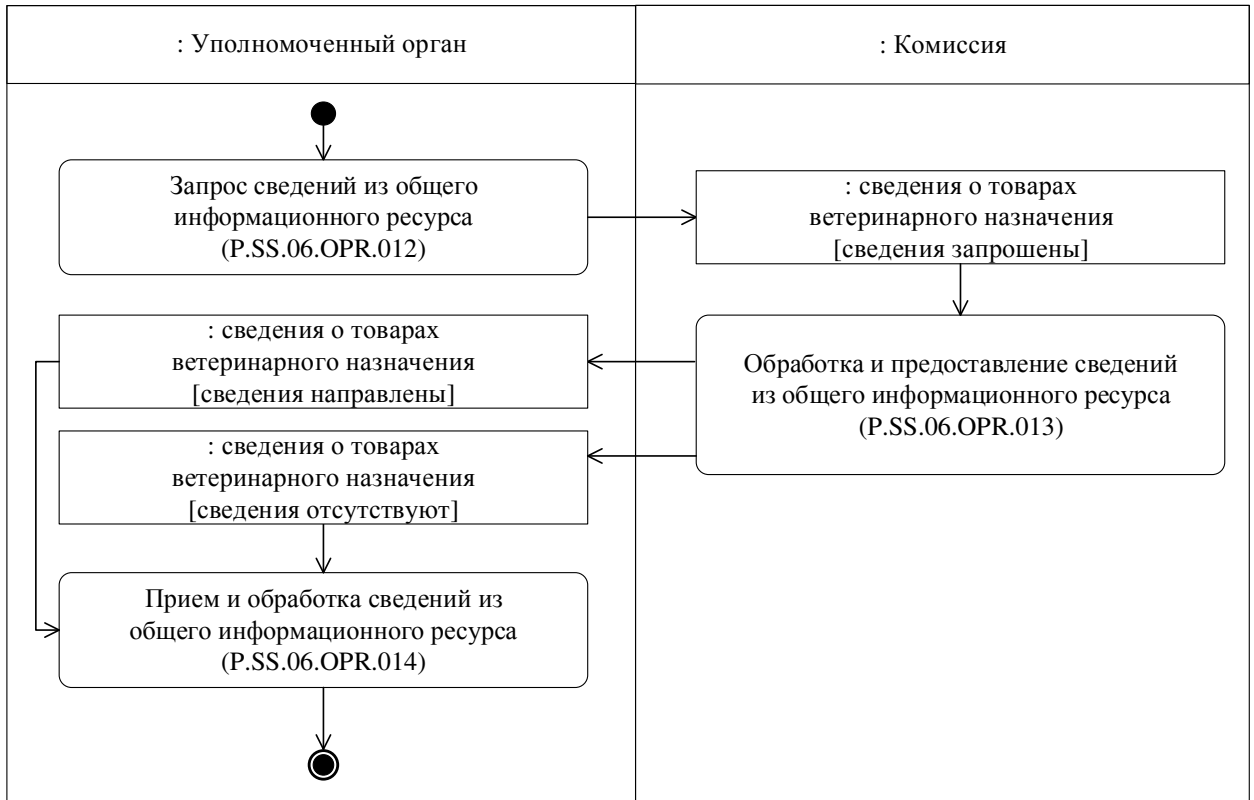 : Уполномоченный орган
: Комиссия
Запрос сведений из общего
информационного ресурса
(P.SS.06.OPR.012)
: сведения о товарах
ветеринарного назначения
[сведения запрошены]
: сведения о товарах
ветеринарного назначения
[сведения направлены]
Обработка и предоставление сведений
из общего информационного ресурса
(P.SS.06.OPR.013)
: сведения о товарах
ветеринарного назначения
[сведения отсутствуют]
Прием и обработка сведений из
общего информационного ресурса
(P.SS.06.OPR.014)